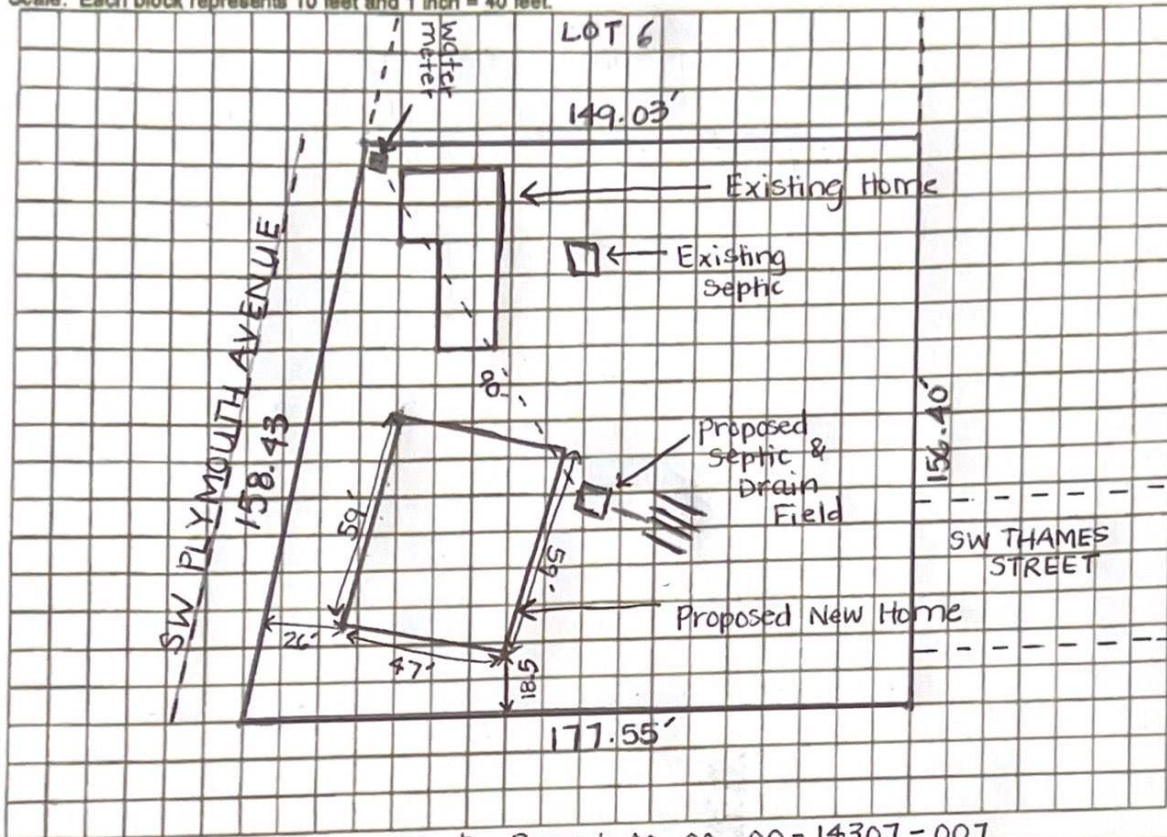 Scale: Each block represents 10 feet and 1 inch = 40 feet.
LOT 6
water
meter
149.03'
Existing Home
Existing
Septic
SW PLYMOUTH AVENUE
158.43
8'
156.40'
Proposed
Septic &
Drain
Field
59'
59'
SW THAMES
STREET
Proposed New Home
26'
47'
18.5
177.55'
00-14307-007